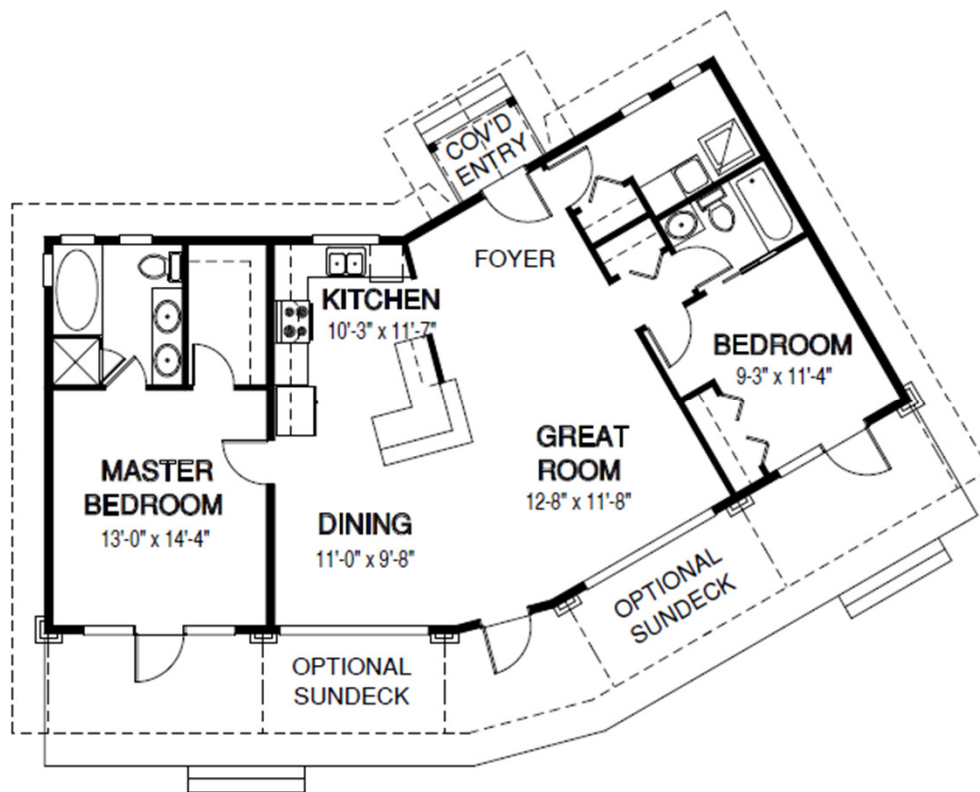 COV'D
ENTRY
FOYER
KITCHEN
10'-3" x 11'-7"
BEDROOM
9-3" x 11'-4"
GREAT
ROOM
12-8" x 11'-8"
MASTER
BEDROOM
13'-0" x 14'-4"
DINING
11'-0" x 9'-8"
OPTIONAL
SUNDECK
OPTIONAL
SUNDECK